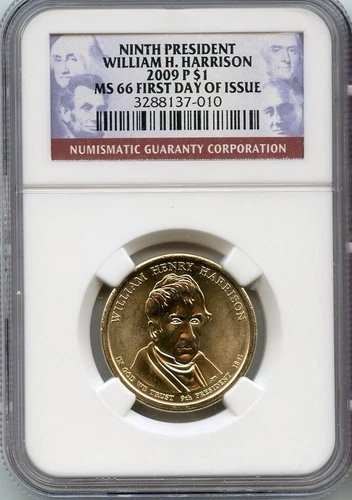 NINTH PRESIDENT
WILLIAM H. HARRISON
2009 P $1
MS 66 FIRST DAY OF ISSUE
3288137-010
NUMISMATIC GUARANTY CORPORATION
WILLIAM HENRY HARRISON
IN GOD WE TRUST 9th PRESIDENT 1841